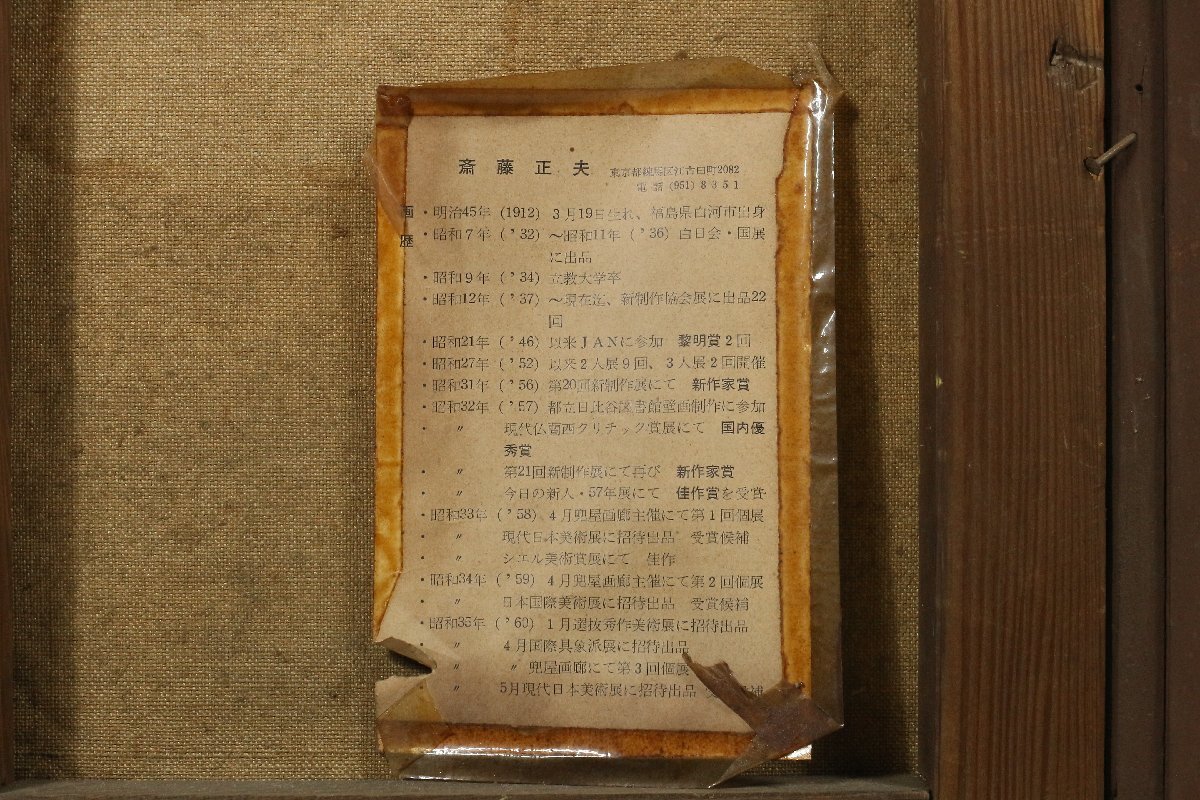 斎藤正夫 東京都練馬区江古田町2082
電話 (951) 8351
画歴
・明治45年 (1912) 3月19日生れ、福島県白河市出身
・昭和7年 ('32) 〜昭和11年 ('36) 白日会・国展
に出品
・昭和9年 ('34) 立教大学卒
・昭和12年 ('37) 〜現在迄、新制作協会展に出品22
回
・昭和21年 ('46) 以来JANに参加 黎明賞2回
・昭和27年 ('52) 以来2人展9回、3人展2回開催
・昭和31年 ('56) 第20回新制作展にて 新作家賞
・昭和32年 ('57) 都立日比谷図書館壁画制作に参加
・ 〃 現代仏蘭西クリチック賞展にて 国内優
秀賞
・ 〃 第21回新制作展にて再び 新作家賞
・ 〃 今日の新人・57年展にて 佳作賞を受賞
・昭和33年 ('58) 4月兜屋画廊主催にて第1回個展
・ 〃 現代日本美術展に招待出品 受賞候補
・ 〃 シエル美術賞展にて 佳作
・昭和34年 ('59) 4月兜屋画廊主催にて第2回個展
・ 〃 日本国際美術展に招待出品 受賞候補
・昭和35年 ('60) 1月選抜秀作美術展に招待出品
・ 〃 4月国際具象派展に招待出品
〃 〃 兜屋画廊にて第3回個展
〃 5月現代日本美術展に招待出品 補